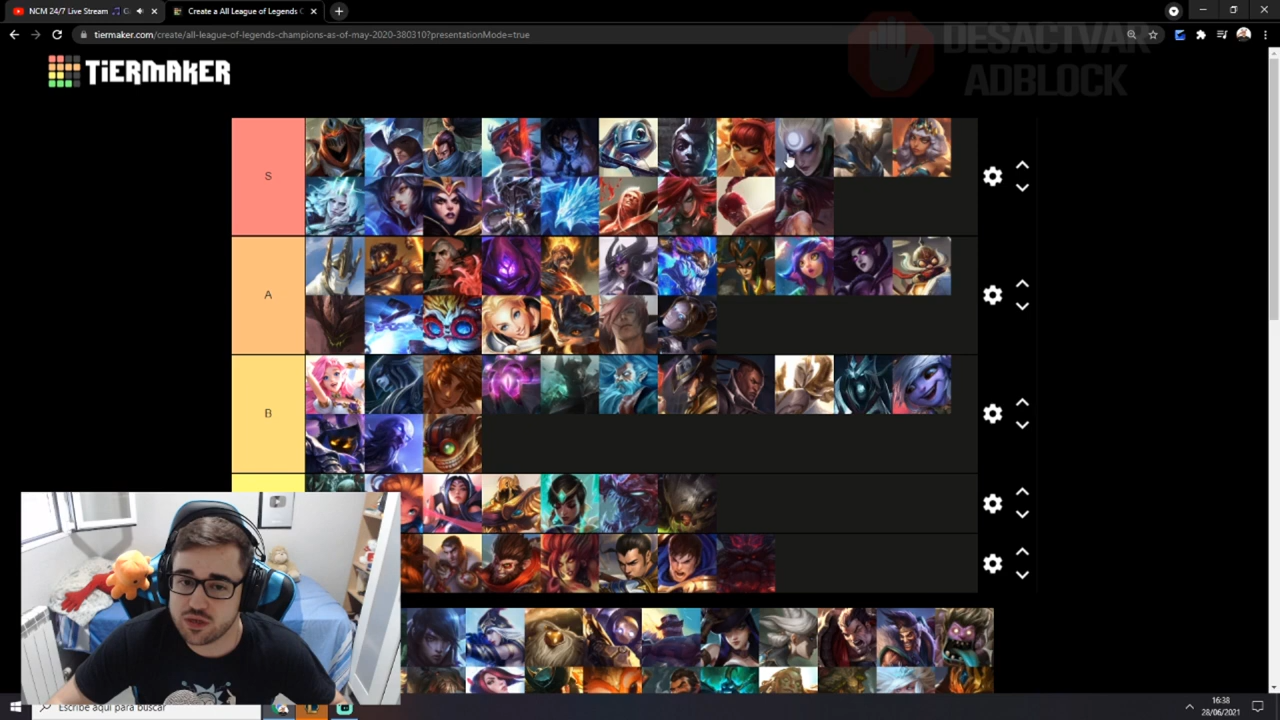 NCM 24/7 Live Stream
Create a All League of Legends C
tiermaker.com/create/all-league-of-legends-champions-as-of-may-2020-380310?presentationMode=true
DESACTVAR
ADBLOCK
TiERMAKER
S
A
B
Escribe aquí para buscar
16:38
28/06/2021